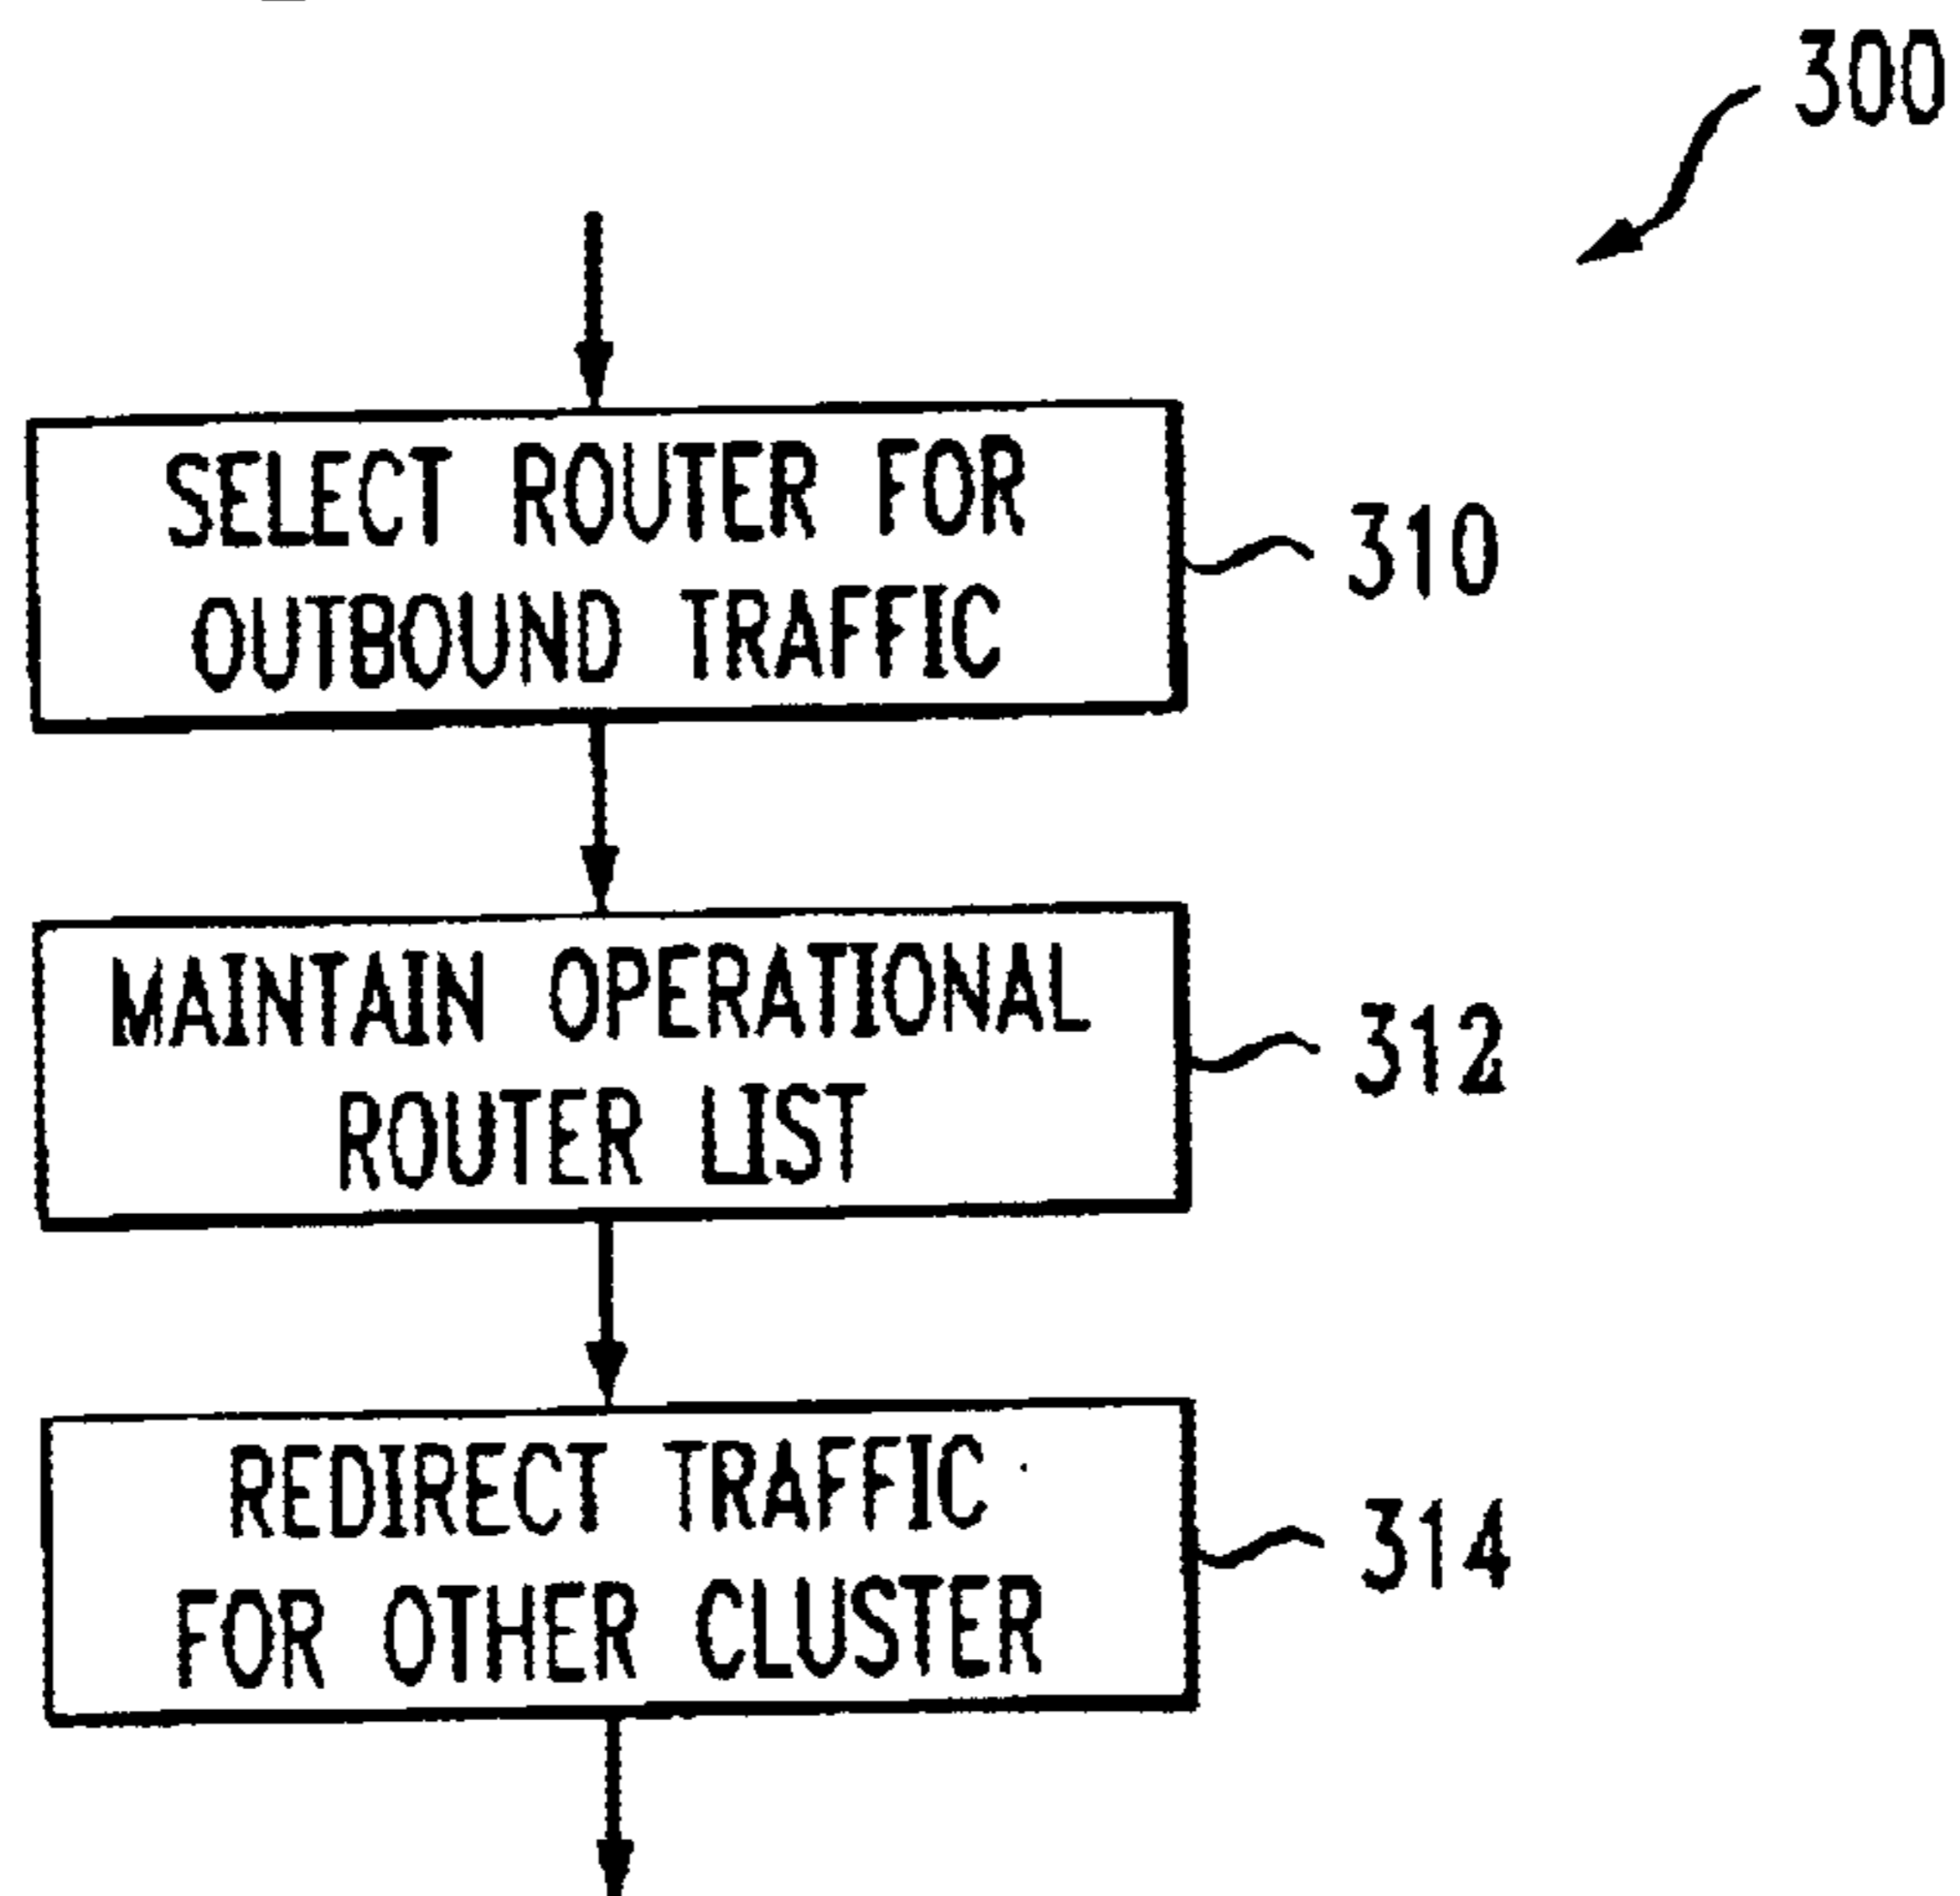 300
SELECT ROUTER FOR
OUTBOUND TRAFFIC
310
MAINTAIN OPERATIONAL
ROUTER LIST
312
REDIRECT TRAFFIC
FOR OTHER CLUSTER
314